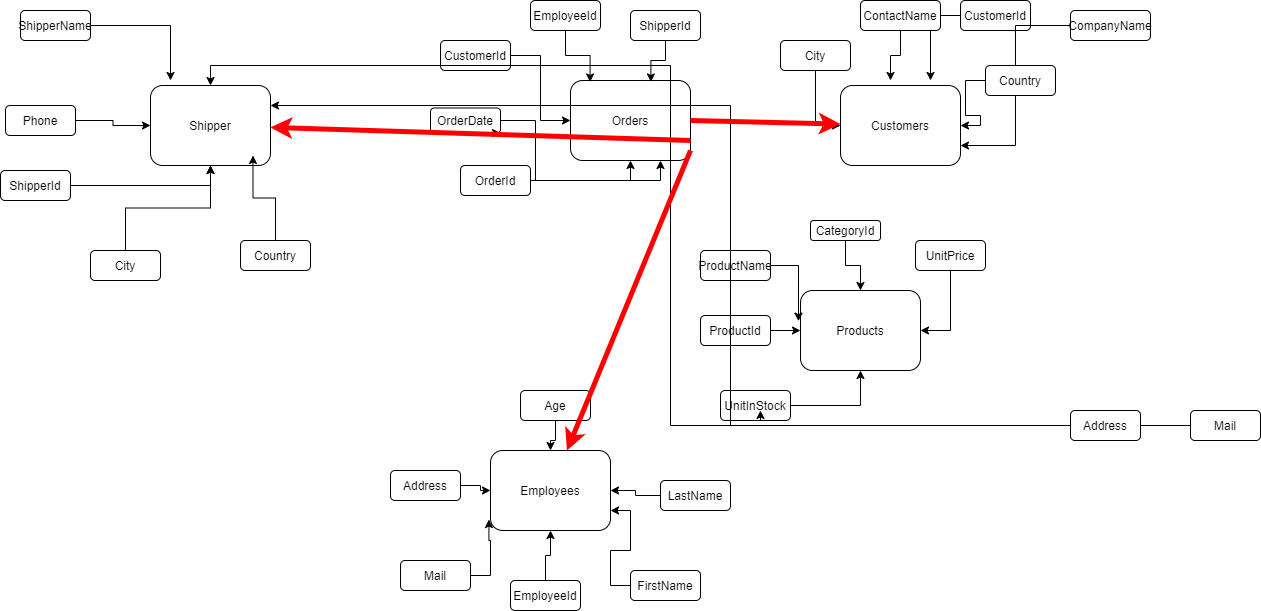 EmployeeId
ShipperName
ShipperId
ContactName
CustomerId
CompanyName
CustomerId
City
Country
Phone
Shipper
OrderDate
Orders
Customers
ShipperId
OrderId
City
Country
CategoryId
ProductName
UnitPrice
ProductId
Products
Age
UnitInStock
Address
Mail
Address
Employees
LastName
Mail
EmployeeId
FirstName